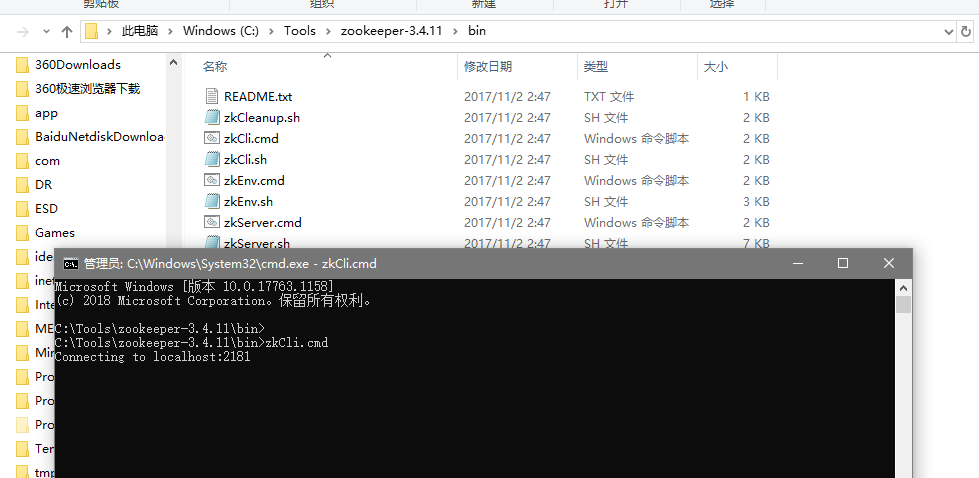 剪贴板 组织 新建 打开 选择
此电脑 Windows (C:) Tools zookeeper-3.4.11 bin
名称 修改日期 类型 大小
360Downloads
360极速浏览器下载
app
BaiduNetdiskDownloa
com
DR
ESD
Games
ide
inet
Inte
ME
Mir
Pro
Pro
Pro
Ter
tmp
README.txt 2017/11/2 2:47 TXT 文件 1 KB
zkCleanup.sh 2017/11/2 2:47 SH 文件 2 KB
zkCli.cmd 2017/11/2 2:47 Windows 命令脚本 2 KB
zkCli.sh 2017/11/2 2:47 SH 文件 2 KB
zkEnv.cmd 2017/11/2 2:47 Windows 命令脚本 2 KB
zkEnv.sh 2017/11/2 2:47 SH 文件 3 KB
zkServer.cmd 2017/11/2 2:47 Windows 命令脚本 2 KB
zkServer.sh 2017/11/2 2:47 SH 文件 7 KB
管理员: C:\Windows\System32\cmd.exe - zkCli.cmd
Microsoft Windows [版本 10.0.17763.1158]
(c) 2018 Microsoft Corporation。保留所有权利。
C:\Tools\zookeeper-3.4.11\bin>
C:\Tools\zookeeper-3.4.11\bin>zkCli.cmd
Connecting to localhost:2181